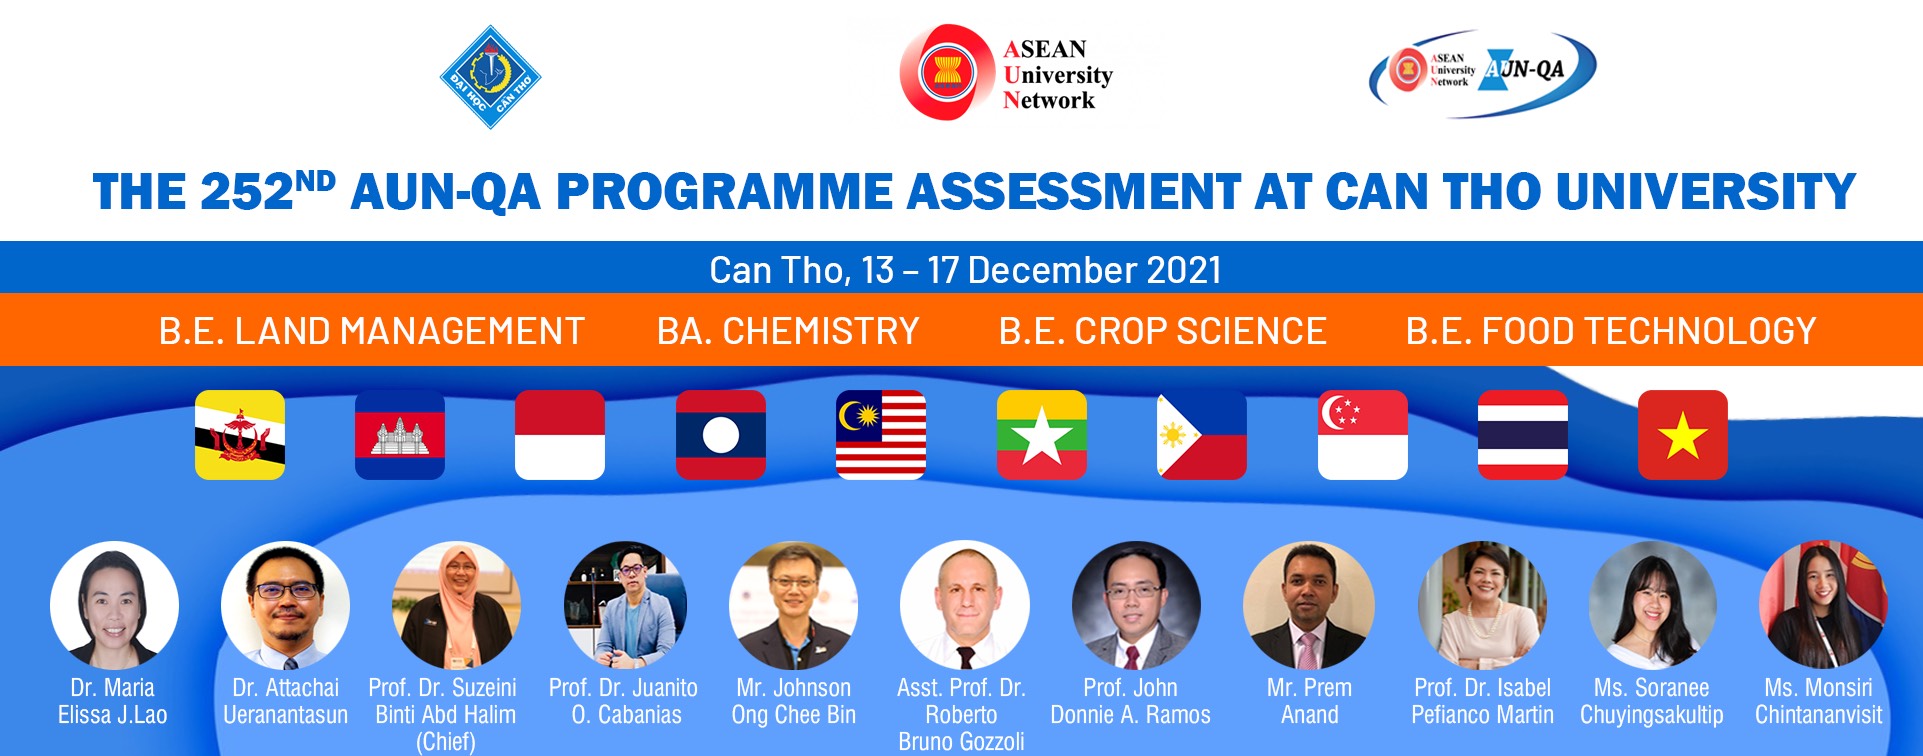 ĐẠI HỌC CẦN THƠ
ASEAN
University
Network
ASEAN
University
Network
AUN-QA
THE 252ND AUN-QA PROGRAMME ASSESSMENT AT CAN THO UNIVERSITY
Can Tho, 13 – 17 December 2021
B.E. LAND MANAGEMENT BA. CHEMISTRY B.E. CROP SCIENCE B.E. FOOD TECHNOLOGY
Dr. Maria
Elissa J.Lao
Dr. Attachai
Ueranantasun
Prof. Dr. Suzeini
Binti Abd Halim
(Chief)
Prof. Dr. Juanito
O. Cabanias
Mr. Johnson
Ong Chee Bin
Asst. Prof. Dr.
Roberto
Bruno Gozzoli
Prof. John
Donnie A. Ramos
Mr. Prem
Anand
Prof. Dr. Isabel
Pefianco Martin
Ms. Soranee
Chuyingsakultip
Ms. Monsiri
Chintananvisit